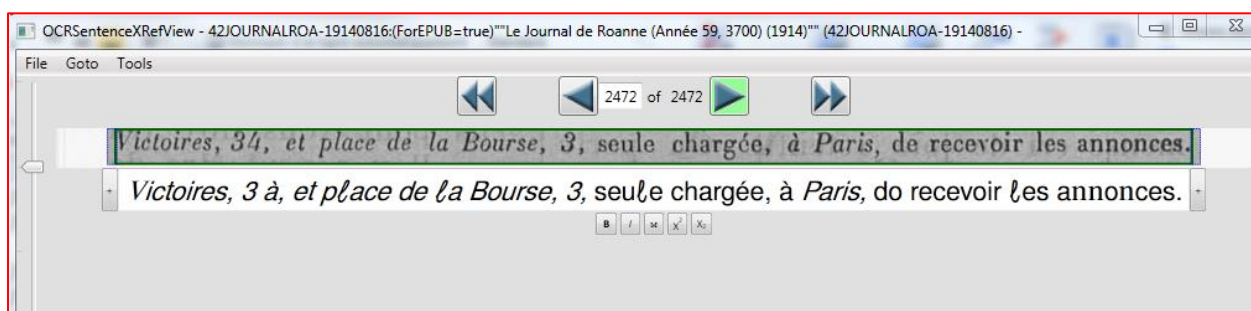 OCRSentenceXRefView - 42JOURNALROA-19140816:(ForEPUB=true)""Le Journal de Roanne (Année 59, 3700) (1914)"" (42JOURNALROA-19140816) -
File Goto Tools
2472 of 2472
Victoires, 34, et place de la Bourse, 3, seule chargée, à Paris, de recevoir les annonces.
Victoires, 3 à, et pℓace de ℓa Bourse, 3, seuℓe chargée, à Paris, do recevoir ℓes annonces.
B I M X² X₂